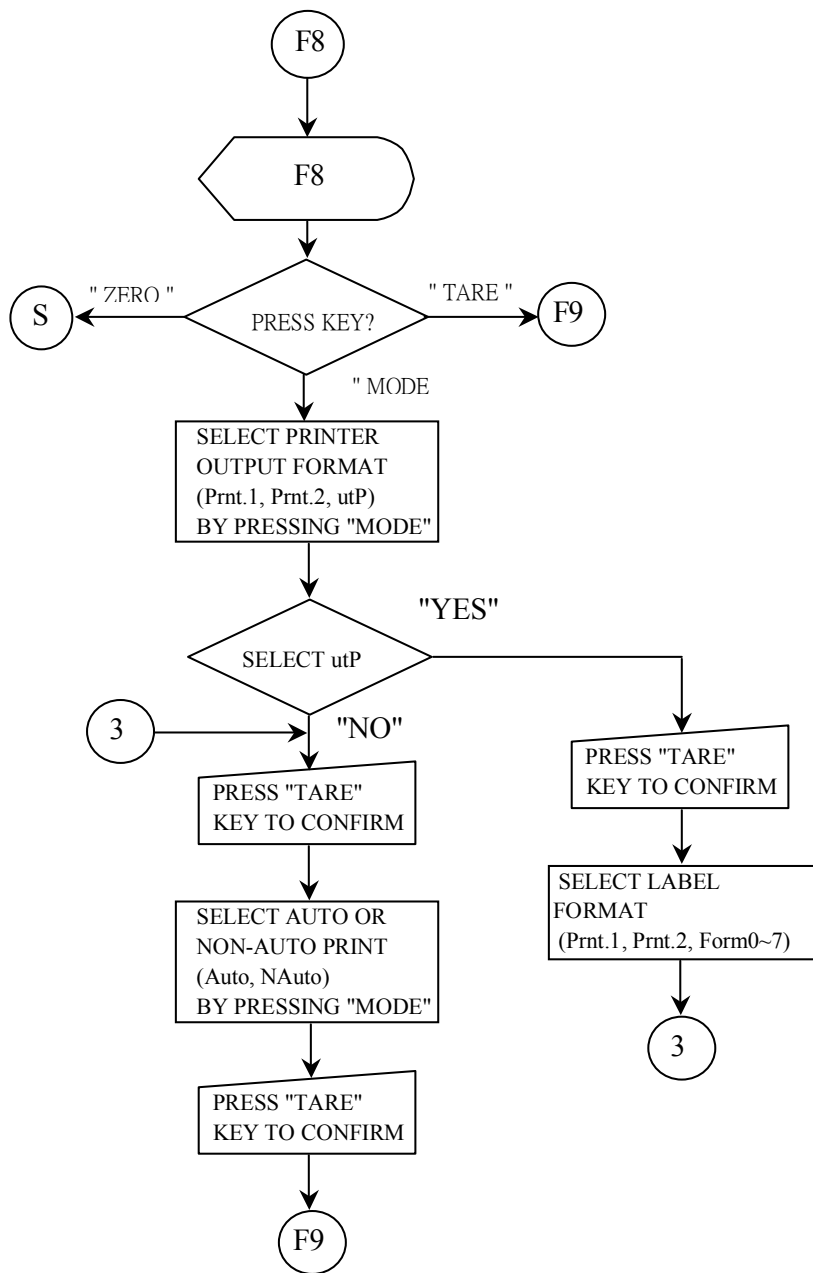 F8
F8
" ZERO "
" TARE "
S
PRESS KEY?
F9
" MODE
SELECT PRINTER
OUTPUT FORMAT
(Prnt.1, Prnt.2, utP)
BY PRESSING "MODE"
"YES"
SELECT utP
3
"NO"
PRESS "TARE"
KEY TO CONFIRM
PRESS "TARE"
KEY TO CONFIRM
SELECT AUTO OR
NON-AUTO PRINT
(Auto, NAuto)
BY PRESSING "MODE"
SELECT LABEL
FORMAT
(Prnt.1, Prnt.2, Form0~7)
3
PRESS "TARE"
KEY TO CONFIRM
F9